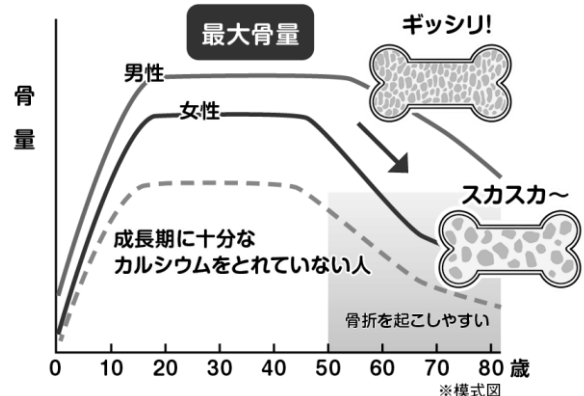 最大骨量
ギッシリ!
男性
骨量
女性
スカスカ〜
成長期に十分な
カルシウムをとれていない人
骨折を起こしやすい
0 10 20 30 40 50 60 70 80 歳
※模式図